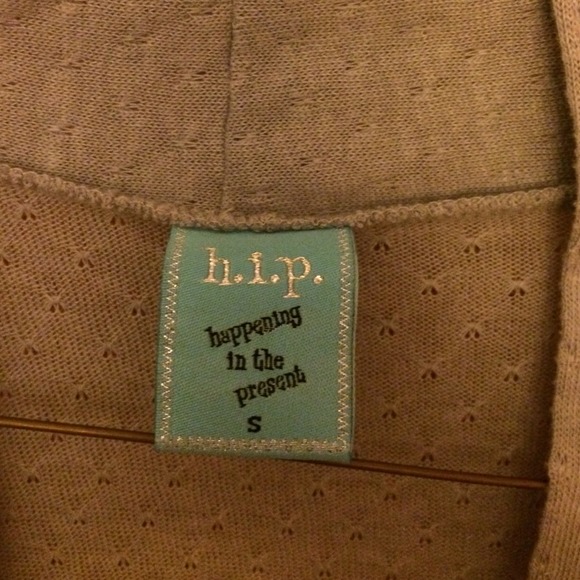 h.i.p.
happening
in the
present
S